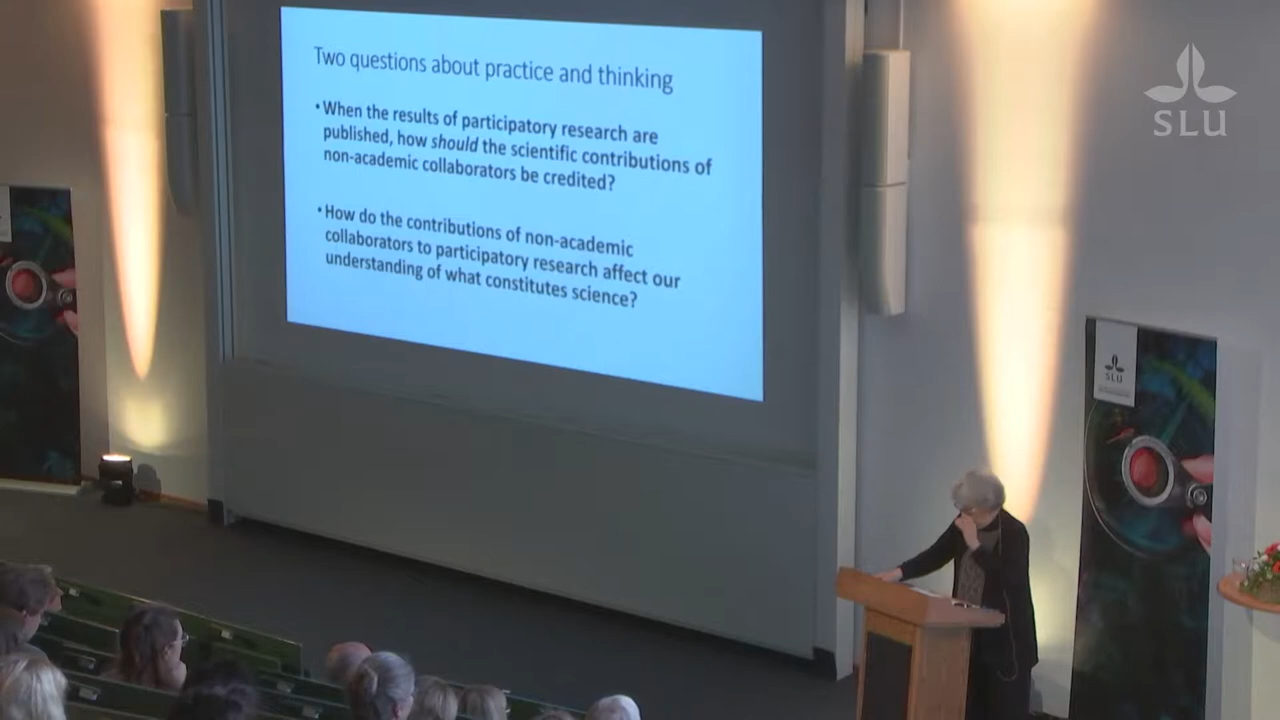 Two questions about practice and thinking
• When the results of participatory research are
published, how should the scientific contributions of
non-academic collaborators be credited?
• How do the contributions of non-academic
collaborators to participatory research affect our
understanding of what constitutes science?
SLU
SLU